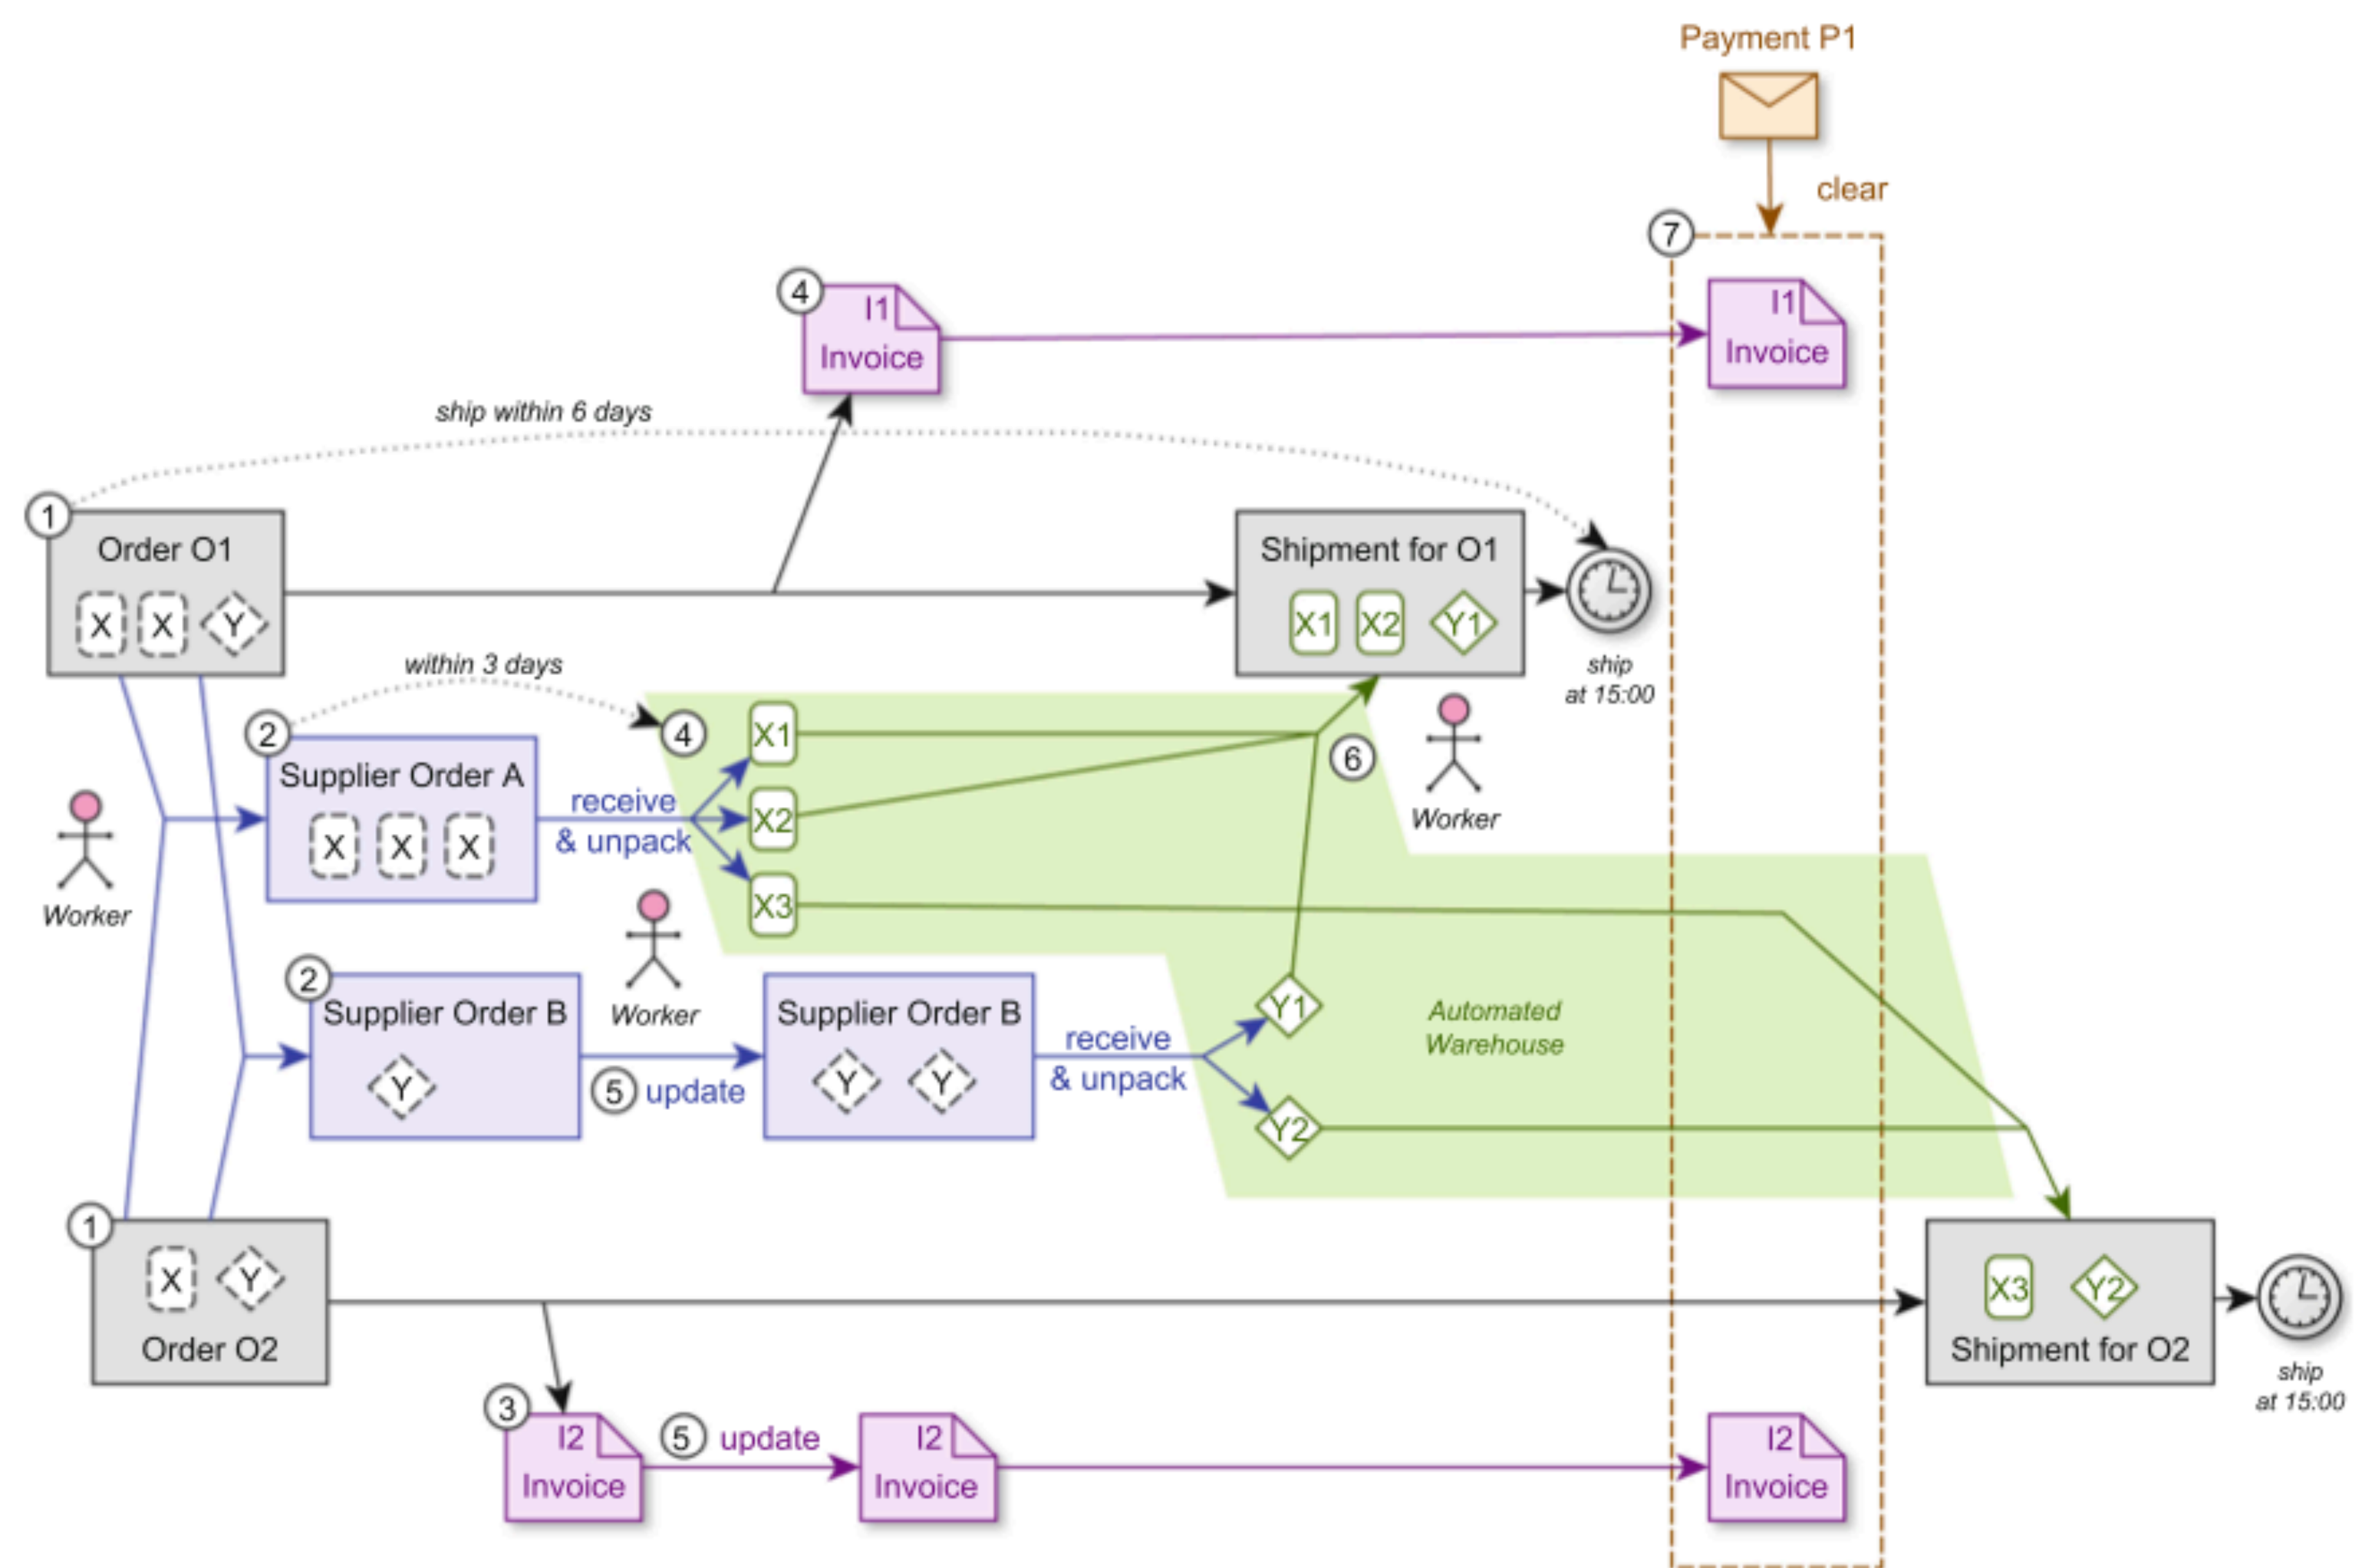 Payment P1
clear
7
4
I1
Invoice
I1
Invoice
ship within 6 days
1
Order O1
X X Y
Shipment for O1
X1 X2 Y1
ship
at 15:00
within 3 days
2
Supplier Order A
X X X
receive
& unpack
4
X1
X2
X3
6
Worker
Worker
Worker
2
Supplier Order B
Y
5 update
Supplier Order B
Y Y
receive
& unpack
Y1
Y2
Automated
Warehouse
1
X Y
Order O2
X3 Y2
Shipment for O2
ship
at 15:00
3
I2
Invoice
5 update
I2
Invoice
I2
Invoice